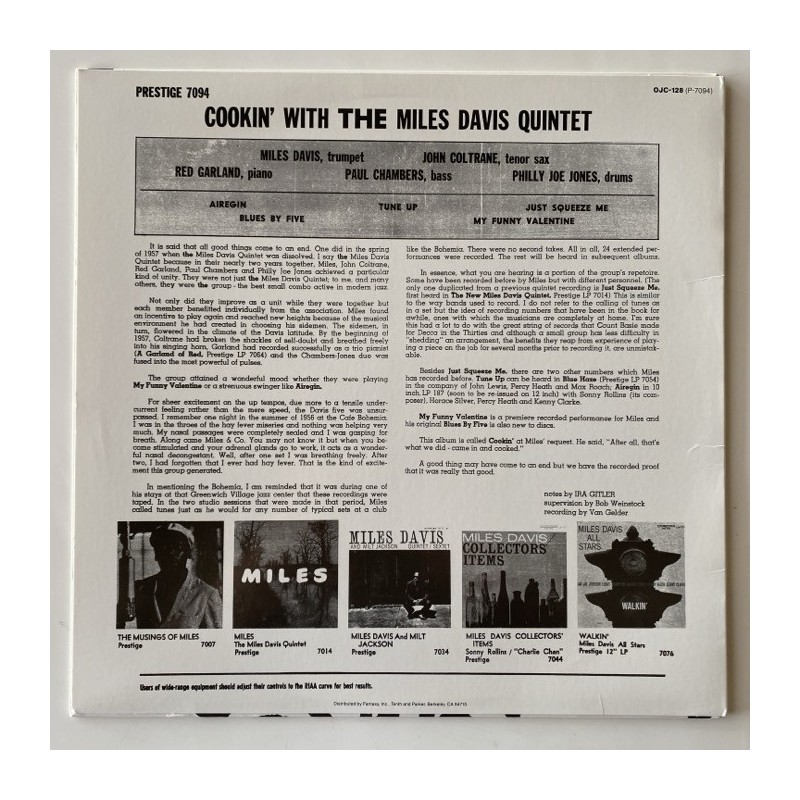 PRESTIGE 7094
OJC-128 (P-7094)
COOKIN' WITH THE MILES DAVIS QUINTET
MILES DAVIS, trumpet JOHN COLTRANE, tenor sax
RED GARLAND, piano PAUL CHAMBERS, bass PHILLY JOE JONES, drums
AIREGIN TUNE UP JUST SQUEEZE ME
BLUES BY FIVE MY FUNNY VALENTINE
It is said that all good things come to an end. One did in the spring
of 1957 when the Miles Davis Quintet was dissolved. I say the Miles Davis
Quintet because in their nearly two years together, Miles, John Coltrane,
Red Garland, Paul Chambers and Philly Joe Jones achieved a particular
kind of unity. They were not just the Miles Davis Quintet; to me, and many
others, they were the group - the best small combo active in modern jazz.
Not only did they improve as a unit while they were together but
each member benefitted individually from the association. Miles found
an incentive to play again and reached new heights because of the musical
environment he had created in choosing his sidemen. The sidemen, in
turn, flowered in the climate of the Davis latitude. By the beginning of
1957, Coltrane had broken the shackles of self-doubt and breathed freely
into his singing horn, Garland had recorded successfully as a trio pianist
(A Garland of Red, Prestige LP 7064) and the Chambers-Jones duo was
fused into the most powerful of pulses.
The group attained a wonderful mood whether they were playing
My Funny Valentine or a strenuous swinger like Airegin.
For sheer excitement on the up tempos, due more to a tensile under-
current feeling rather than the mere speed, the Davis five was unsur-
passed. I remember one night in the summer of 1956 at the Cafe Bohemia.
I was in the throes of the hay fever miseries and nothing was helping very
much. My nasal passages were completely sealed and I was gasping for
breath. Along came Miles & Co. You may not know it but when you be-
come stimulated and your adrenal glands go to work, it acts as a wonder-
ful nasal decongestant. Well, after one set I was breathing freely. After
two, I had forgotten that I ever had hay fever. That is the kind of excite-
ment this group generated.
In mentioning the Bohemia, I am reminded that it was during one of
his stays at that Greenwich Village jazz center that these recordings were
taped. In the two studio sessions that were made in that period, Miles
called tunes just as he would for any number of typical sets at a club
like the Bohemia. There were no second takes. All in all, 24 extended per-
formances were recorded. The rest will be heard in subsequent albums.
In essence, what you are hearing is a portion of the group's repetoire.
Some have been recorded before by Miles but with different personnel. (The
only one duplicated from a previous quintet recording is Just Squeeze Me,
first heard in The New Miles Davis Quintet, Prestige LP 7014) This is similar
to the way bands used to record. I do not refer to the calling of tunes as
in a set but the idea of recording numbers that have been in the book for
awhile, ones with which the musicians are completely at home. I'm sure
this had a lot to do with the great string of records that Count Basie made
for Decca in the Thirties and although a small group has less difficulty in
"shedding" an arrangement, the benefits they reap from experience of play-
ing a piece on the job for several months prior to recording it, are unmistak-
able.
Besides Just Squeeze Me, there are two other numbers which Miles
has recorded before. Tune Up can be heard in Blue Haze (Prestige LP 7054)
in the company of John Lewis, Percy Heath and Max Roach; Airegin in 10
inch LP 187 (soon to be re-issued on 12 inch) with Sonny Rollins (its com-
poser), Horace Silver, Percy Heath and Kenny Clarke.
My Funny Valentine is a premiere recorded performance for Miles and
his original Blues By Five is also new to discs.
This album is called Cookin' at Miles' request. He said, "After all, that's
what we did - came in and cooked."
A good thing may have come to an end but we have the recorded proof
that it was really that good.
notes by IRA GITLER
supervision by Bob Weinstock
recording by Van Gelder
MILES
MILES DAVIS
AND MILT JACKSON QUINTET/SEXTET
MILES DAVIS
COLLECTORS'
ITEMS
MILES DAVIS
ALL
STARS
WALKIN'
THE MUSINGS OF MILES
Prestige 7007
MILES
The Miles Davis Quintet
Prestige 7014
MILES DAVIS And MILT
JACKSON
Prestige 7034
MILES DAVIS COLLECTORS'
ITEMS
Sonny Rollins / "Charlie Chan"
Prestige 7044
WALKIN'
Miles Davis All Stars
Prestige 12" LP 7076
Users of wide-range equipment should adjust their controls to the RIAA curve for best results.
Distributed by Fantasy, Inc., Tenth and Parker, Berkeley, CA 94710